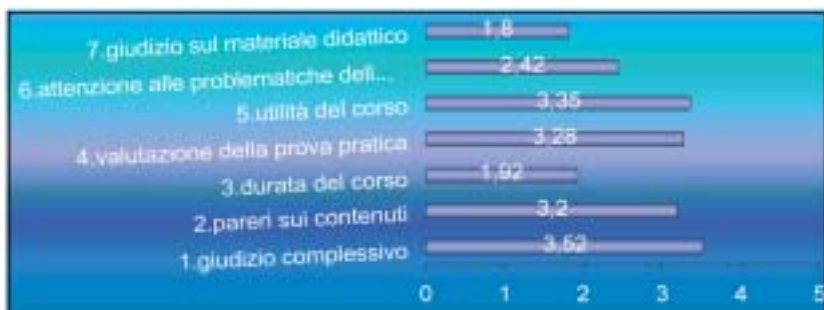 7.giudizio sul materiale didattico 1,8
6.attenzione alle problematiche deli... 2,42
5.utilità del corso 3,35
4.valutazione della prova pratica 3,28
3.durata del corso 1,92
2.pareri sui contenuti 3,2
1.giudizio complessivo 3,52
0 1 2 3 4 5